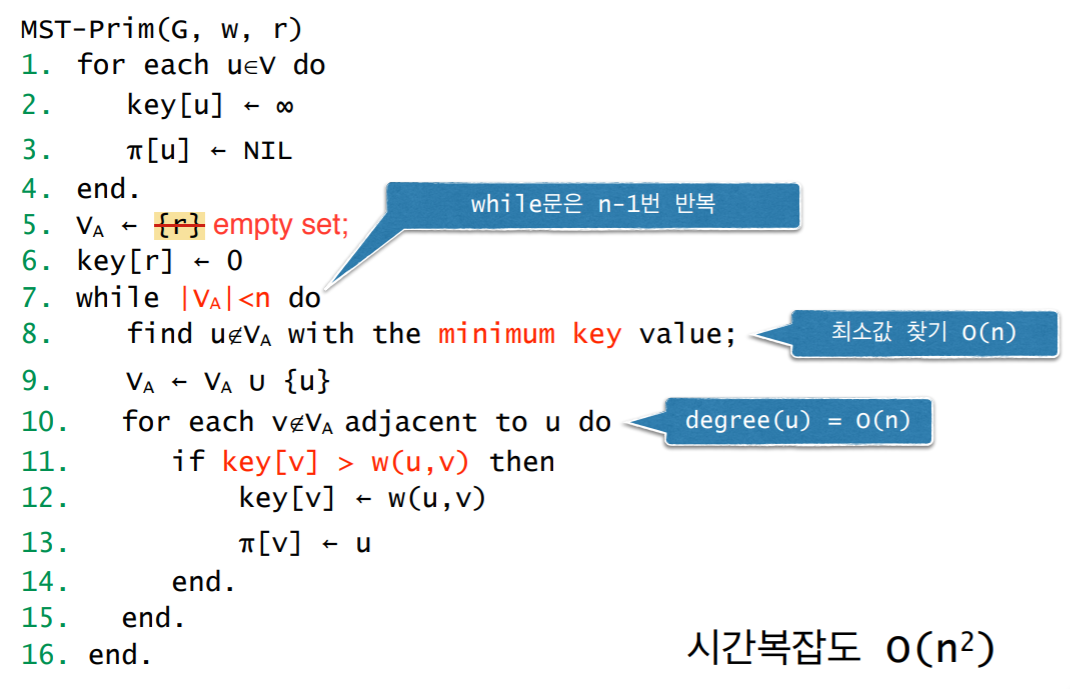 MST-Prim(G, w, r)
1. for each u∈V do
2. key[u] ← ∞
3. π[u] ← NIL
4. end.
while문은 n-1번 반복
5. VA ← {r} empty set;
6. key[r] ← 0
7. while |VA|<n do
8. find u∉VA with the minimum key value;
최소값 찾기 O(n)
9. VA ← VA ∪ {u}
10. for each v∉VA adjacent to u do
degree(u) = O(n)
11. if key[v] > w(u,v) then
12. key[v] ← w(u,v)
13. π[v] ← u
14. end.
15. end.
16. end.
시간복잡도 O(n²)